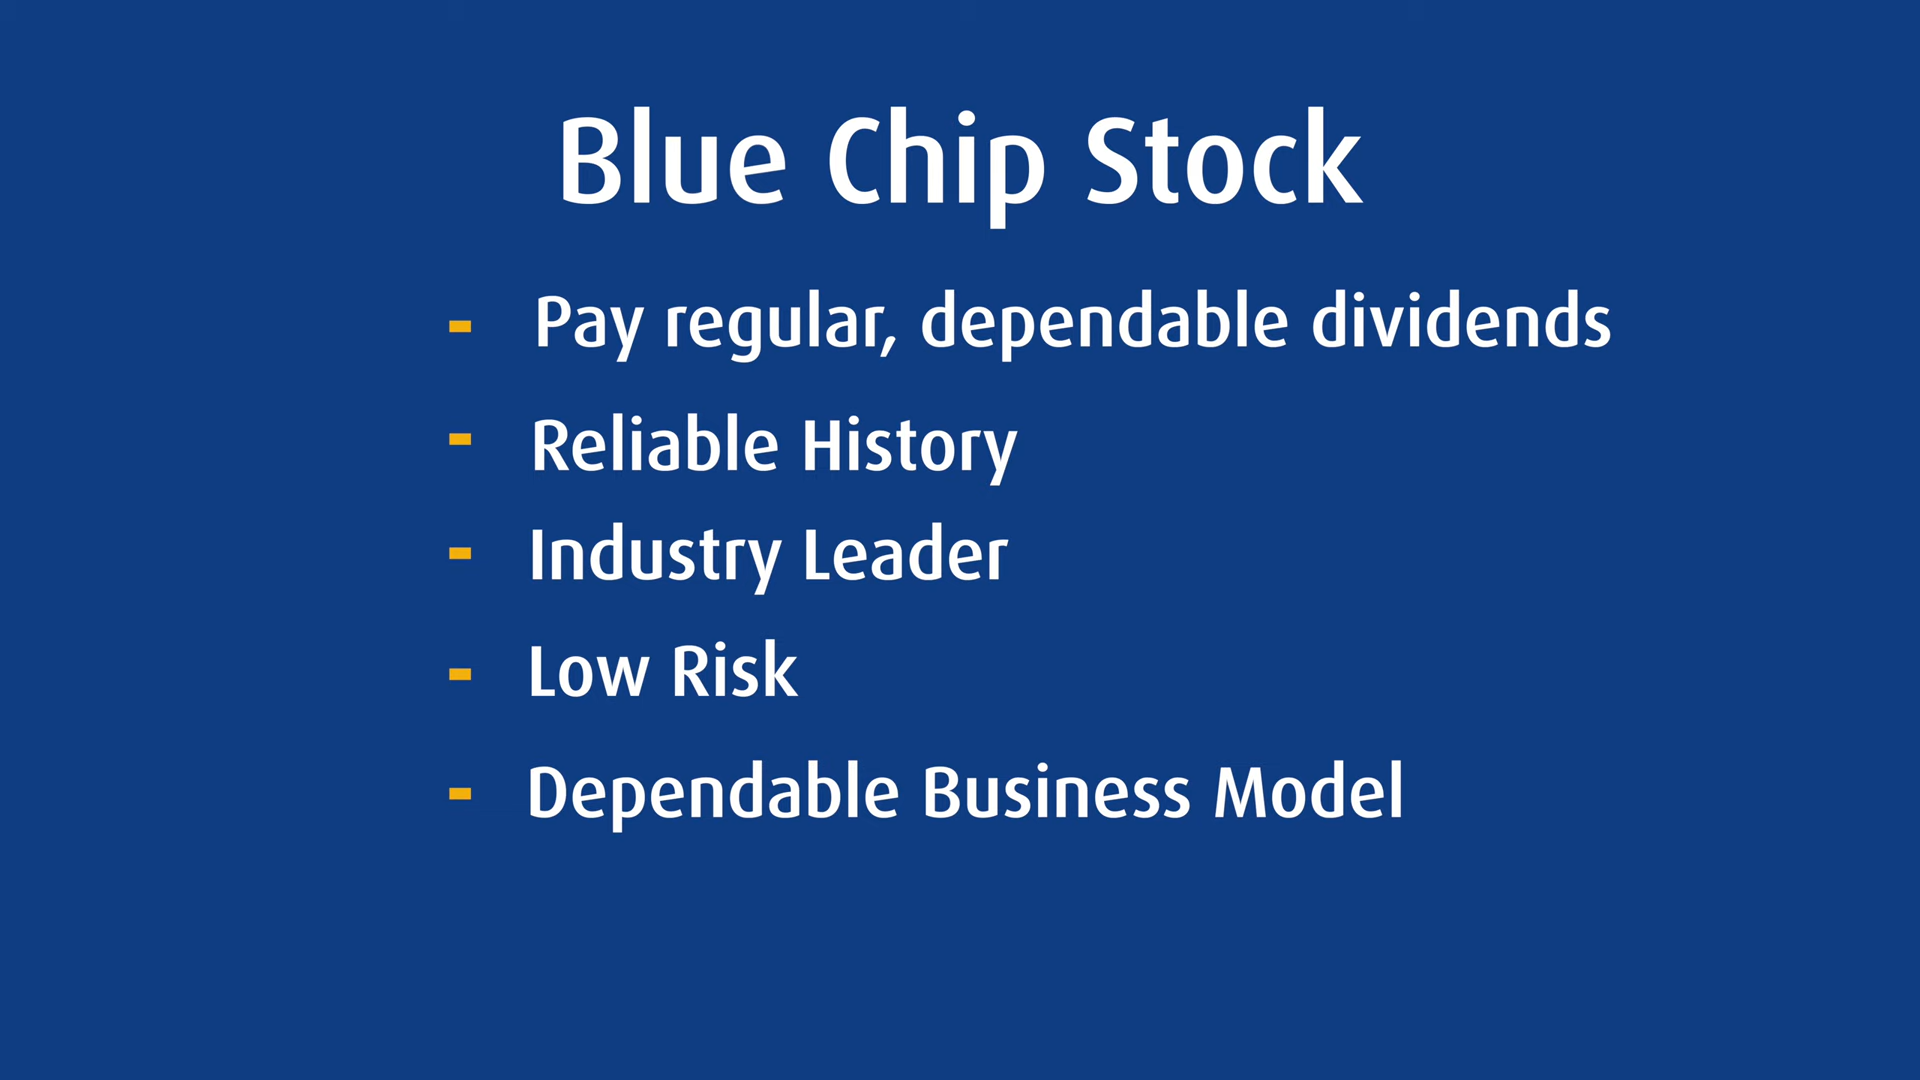 Blue Chip Stock
- Pay regular, dependable dividends
- Reliable History
- Industry Leader
- Low Risk
- Dependable Business Model